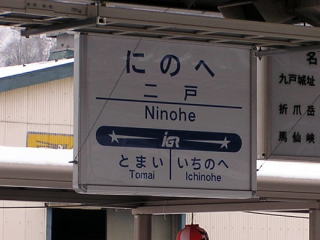 にのへ
二戸
Ninohe
IGR
とまい いちのへ
Tomai Ichinohe
名
九戸城址
折爪岳
馬仙峡